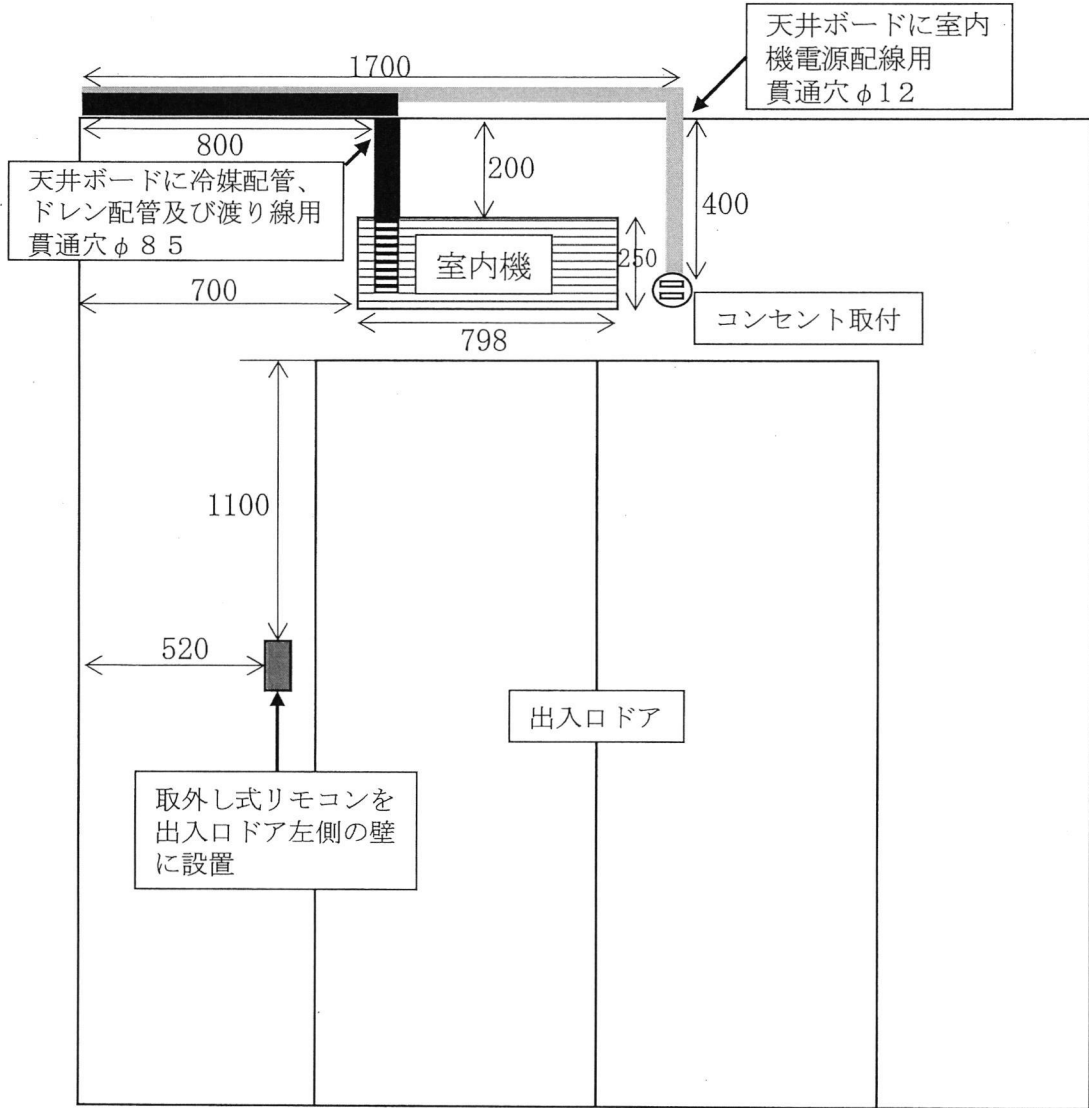 天井ボードに室内
機電源配線用
貫通穴φ12
1700
800
200
400
天井ボードに冷媒配管、
ドレン配管及び渡り線用
貫通穴φ８５
室内機
250
700
コンセント取付
798
1100
520
出入口ドア
取外し式リモコンを
出入口ドア左側の壁
に設置